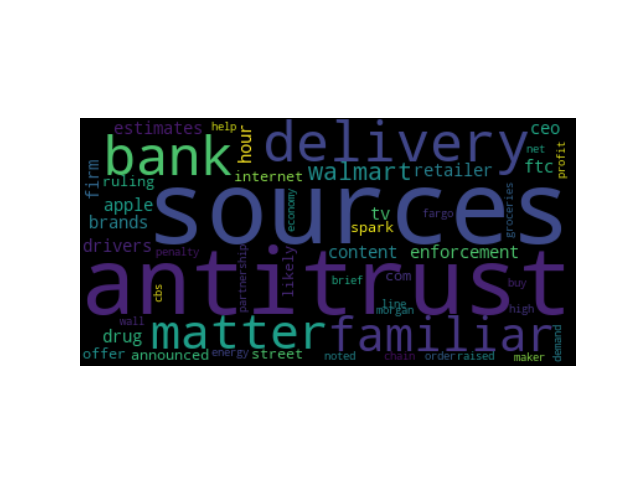 estimates help hour delivery ceo
bank net profit
firm internet walmart retailer ftc
ruling
apple sources economy tv fargo groceries
brands spark
drivers penalty partnership likely content enforcement
antitrust brief com buy
cbs line morgan high
wall matter familiar
drug demand
offer announced energy street noted chain order raised maker